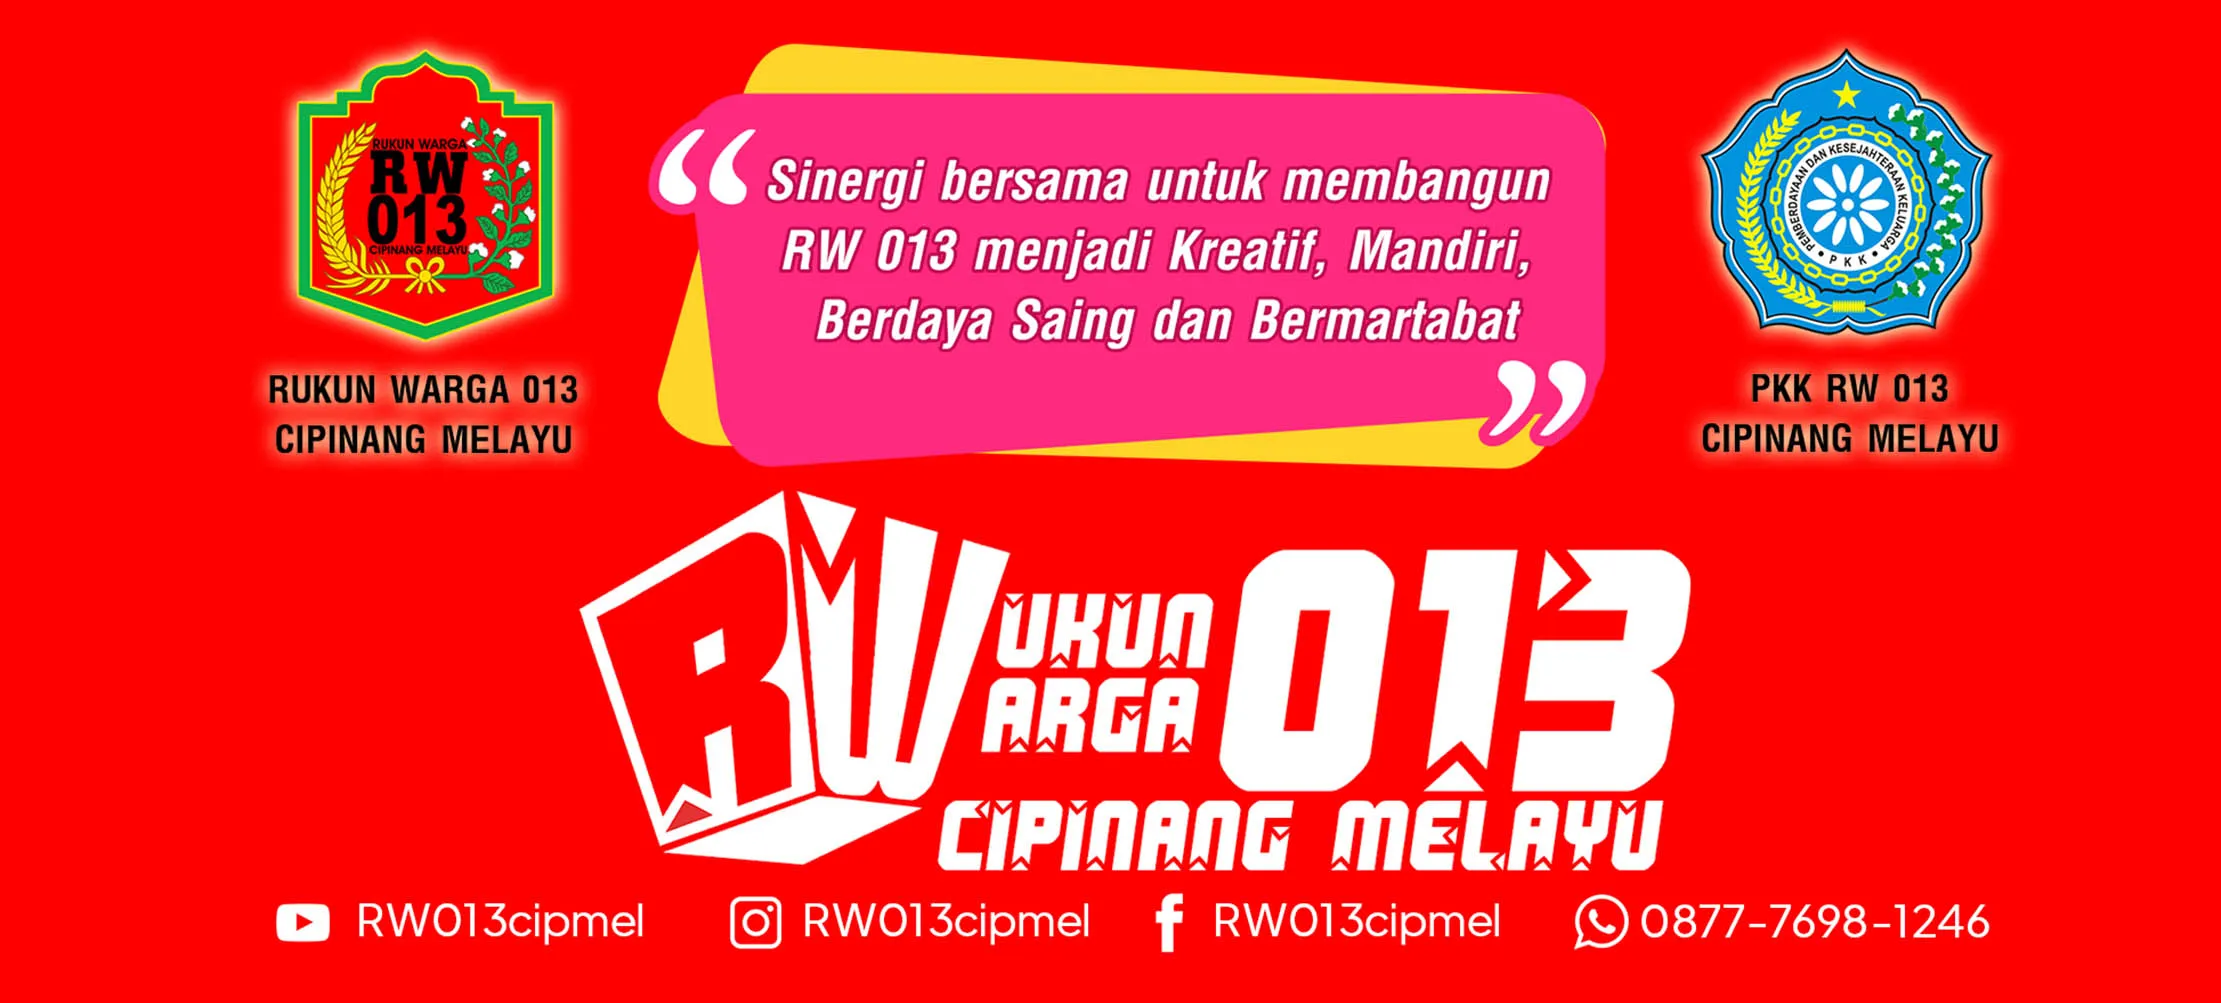 RUKUN WARGA
RW
013
CIPINANG MELAYU
RUKUN WARGA 013
CIPINANG MELAYU
“Sinergi bersama untuk membangun
RW 013 menjadi Kreatif, Mandiri,
Berdaya Saing dan Bermartabat”
PEMBERDAYAAN DAN KESEJAHTERAAN KELUARGA
• PKK •
PKK RW 013
CIPINANG MELAYU
RW UKUN ARGA 013
CIPINANG MELAYU
RW013cipmel RW013cipmel RW013cipmel 0877-7698-1246